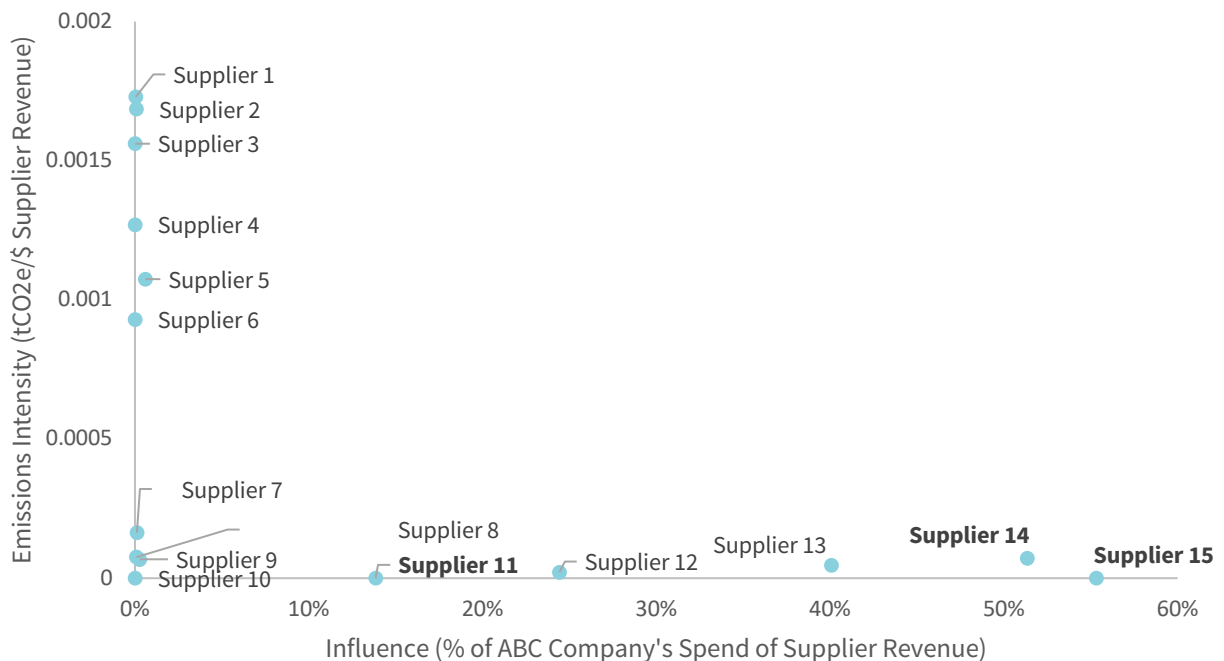 Emissions Intensity (tCO2e/$ Supplier Revenue)
0.002
Supplier 1
Supplier 2
Supplier 3
0.0015
Supplier 4
Supplier 5
0.001
Supplier 6
0.0005
Supplier 7
Supplier 8
Supplier 9
Supplier 10
Supplier 11
Supplier 12
Supplier 13
Supplier 14
Supplier 15
0
0%
10%
20%
30%
40%
50%
60%
Influence (% of ABC Company's Spend of Supplier Revenue)